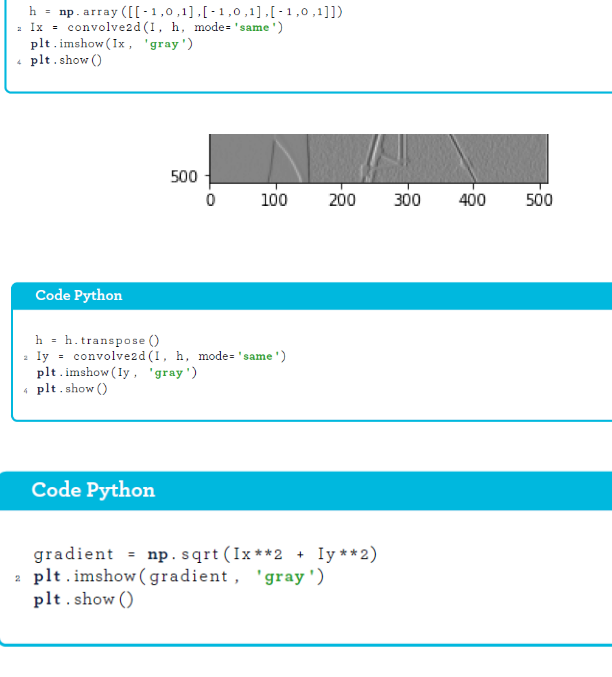 h = np.array([[-1,0,1],[-1,0,1],[-1,0,1]])
2 Ix = convolve2d(I, h, mode='same')
plt.imshow(Ix, 'gray')
4 plt.show()
500
0 100 200 300 400 500
Code Python
h = h.transpose()
2 Iy = convolve2d(I, h, mode='same')
plt.imshow(Iy, 'gray')
4 plt.show()
Code Python
gradient = np.sqrt(Ix**2 + Iy**2)
2 plt.imshow(gradient, 'gray')
plt.show()